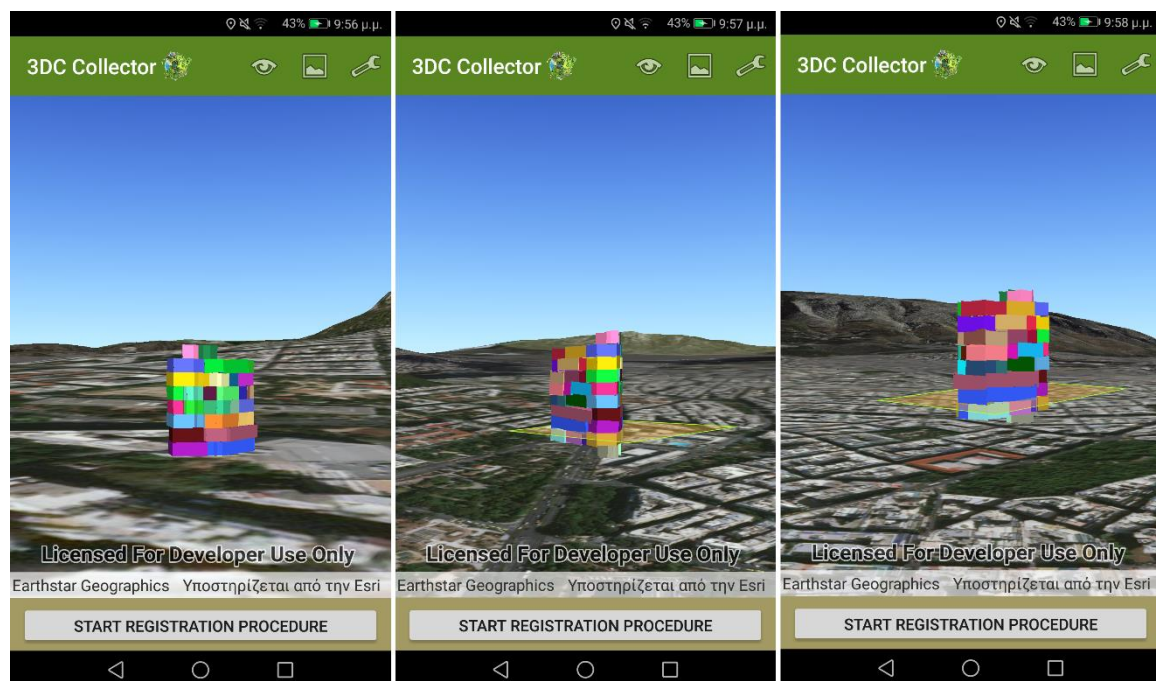 43% 9:56 μ.μ.
3DC Collector
Licensed For Developer Use Only
Earthstar Geographics Υποστηρίζεται από την Esri
START REGISTRATION PROCEDURE
43% 9:57 μ.μ.
3DC Collector
Licensed For Developer Use Only
Earthstar Geographics Υποστηρίζεται από την Esri
START REGISTRATION PROCEDURE
43% 9:58 μ.μ.
3DC Collector
Licensed For Developer Use Only
Earthstar Geographics Υποστηρίζεται από την Esri
START REGISTRATION PROCEDURE